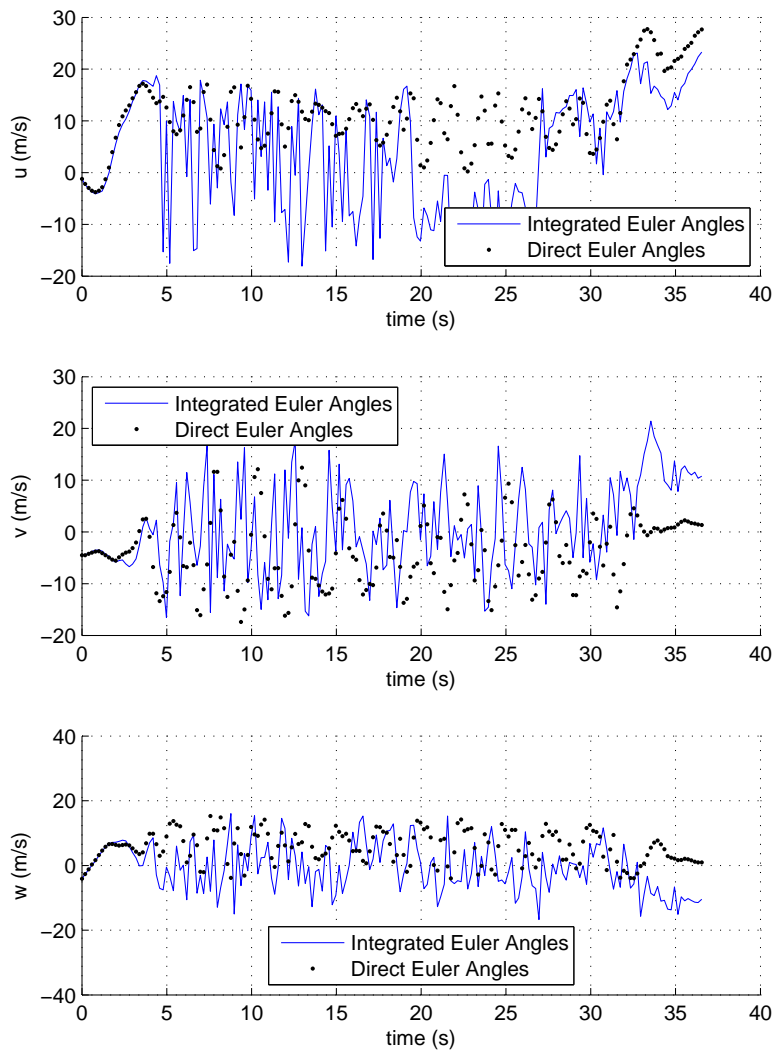 30
20
10
0
−10
−20
u (m/s)
Integrated Euler Angles
Direct Euler Angles
0 5 10 15 20 25 30 35 40
time (s)
30
20
10
0
−10
−20
v (m/s)
Integrated Euler Angles
Direct Euler Angles
0 5 10 15 20 25 30 35 40
time (s)
40
20
0
−20
−40
w (m/s)
Integrated Euler Angles
Direct Euler Angles
0 5 10 15 20 25 30 35 40
time (s)